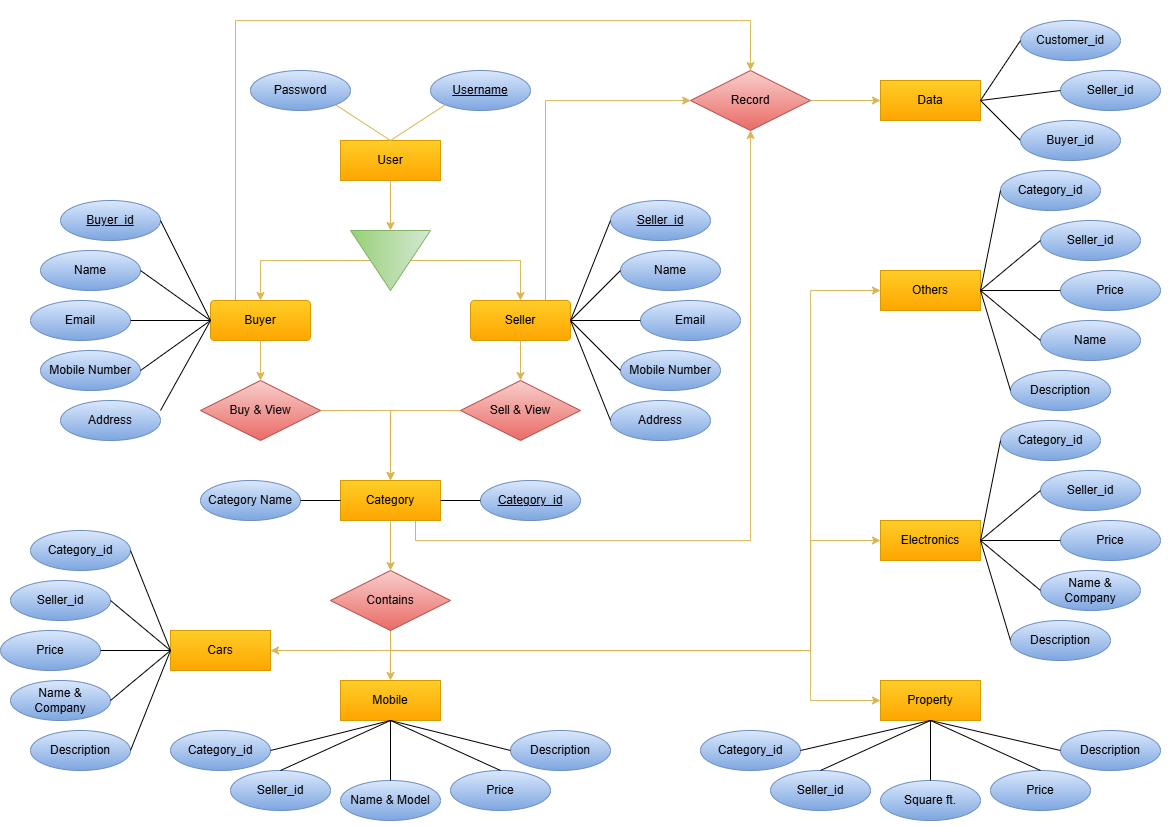 Customer_id
Password
Username
Record
Data
Seller_id
Buyer_id
User
Category_id
Buyer_id
Seller_id
Seller_id
Name
Name
Others
Price
Email
Buyer
Seller
Email
Name
Mobile Number
Mobile Number
Description
Address
Buy & View
Sell & View
Address
Category_id
Category Name
Category
Category_id
Seller_id
Cars
Category_id
Electronics
Price
Seller_id
Contains
Name &
Company
Price
Description
Name &
Company
Mobile
Property
Description
Category_id
Description
Category_id
Description
Seller_id
Name & Model
Price
Seller_id
Square ft.
Price